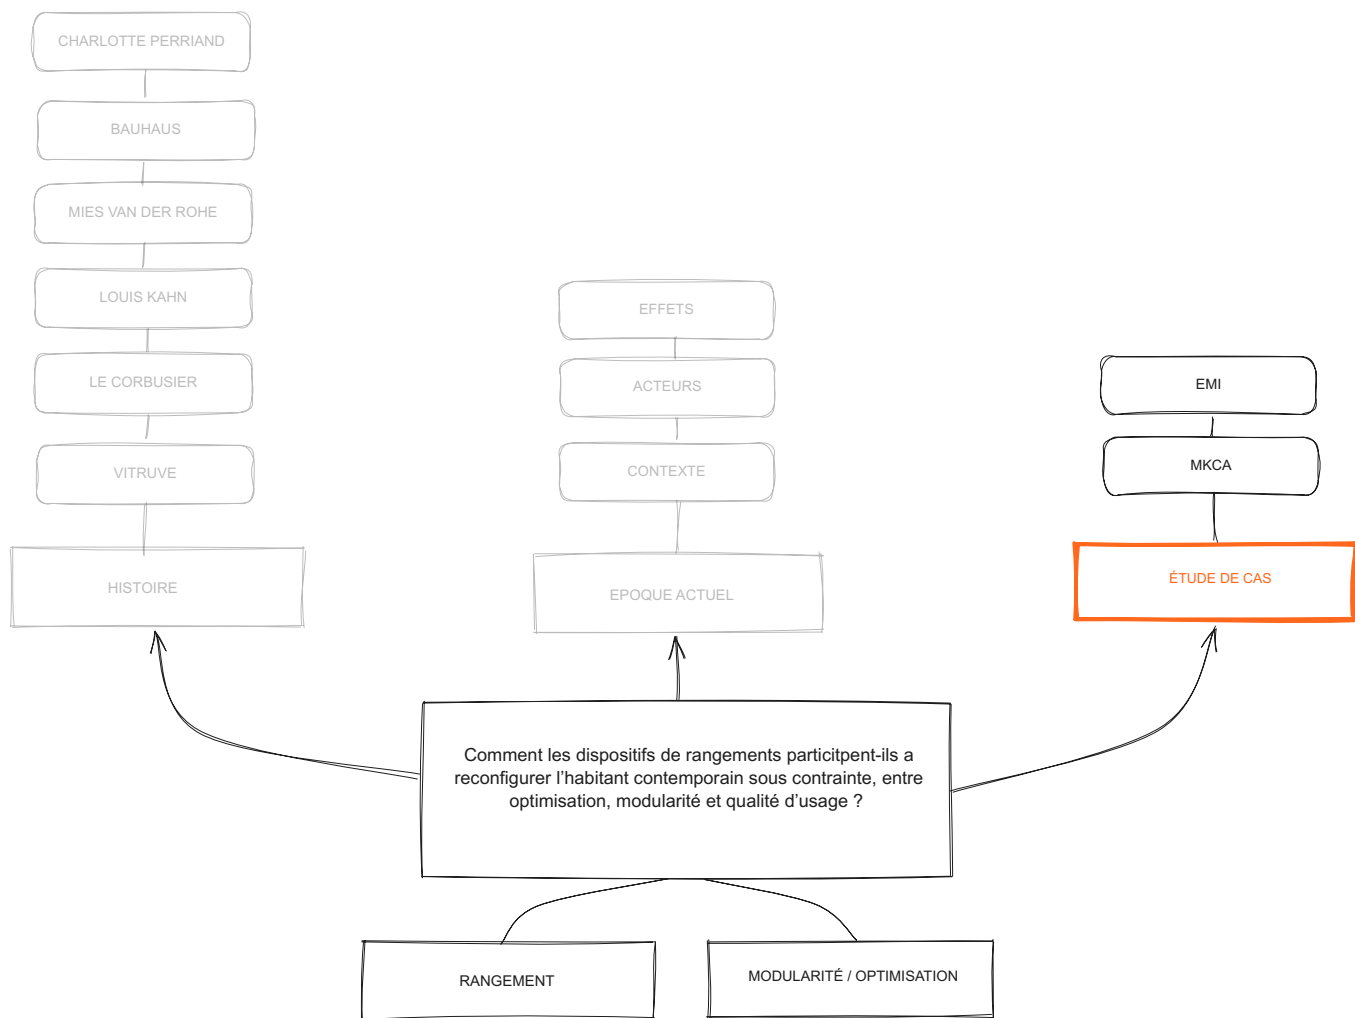 CHARLOTTE PERRIAND
BAUHAUS
MIES VAN DER ROHE
LOUIS KAHN
LE CORBUSIER
VITRUVE
HISTOIRE
EFFETS
ACTEURS
CONTEXTE
EPOQUE ACTUEL
EMI
MKCA
ÉTUDE DE CAS
Comment les dispositifs de rangements particitpent-ils a
reconfigurer l’habitant contemporain sous contrainte, entre
optimisation, modularité et qualité d’usage ?
RANGEMENT
MODULARITÉ / OPTIMISATION